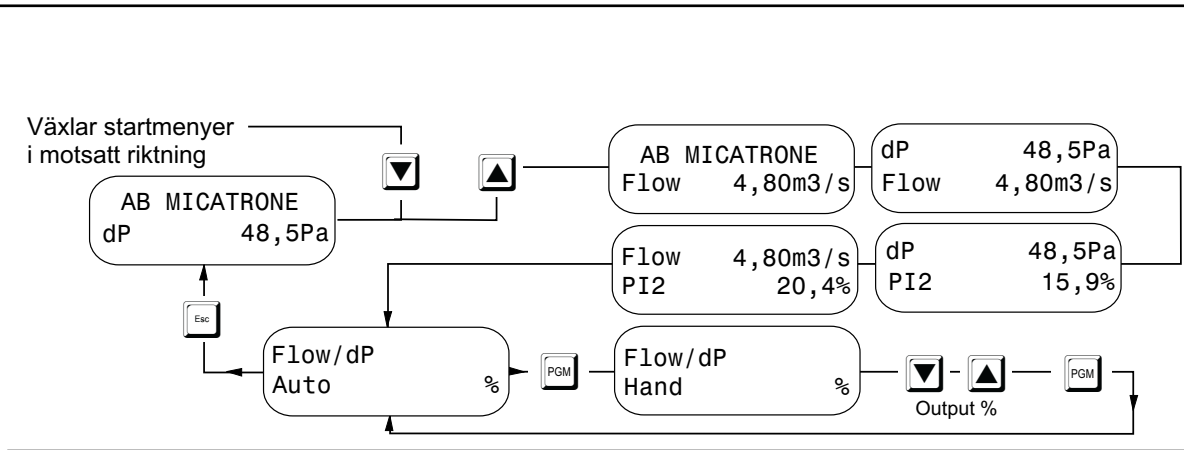 Växlar startmenyer
i motsatt riktning
AB MICATRONE
dP 48,5Pa
AB MICATRONE
Flow 4,80m3/s
dP 48,5Pa
Flow 4,80m3/s
Flow 4,80m3/s
PI2 20,4%
dP 48,5Pa
PI2 15,9%
Esc
Flow/dP
Auto %
PGM
Flow/dP
Hand %
Output %
PGM